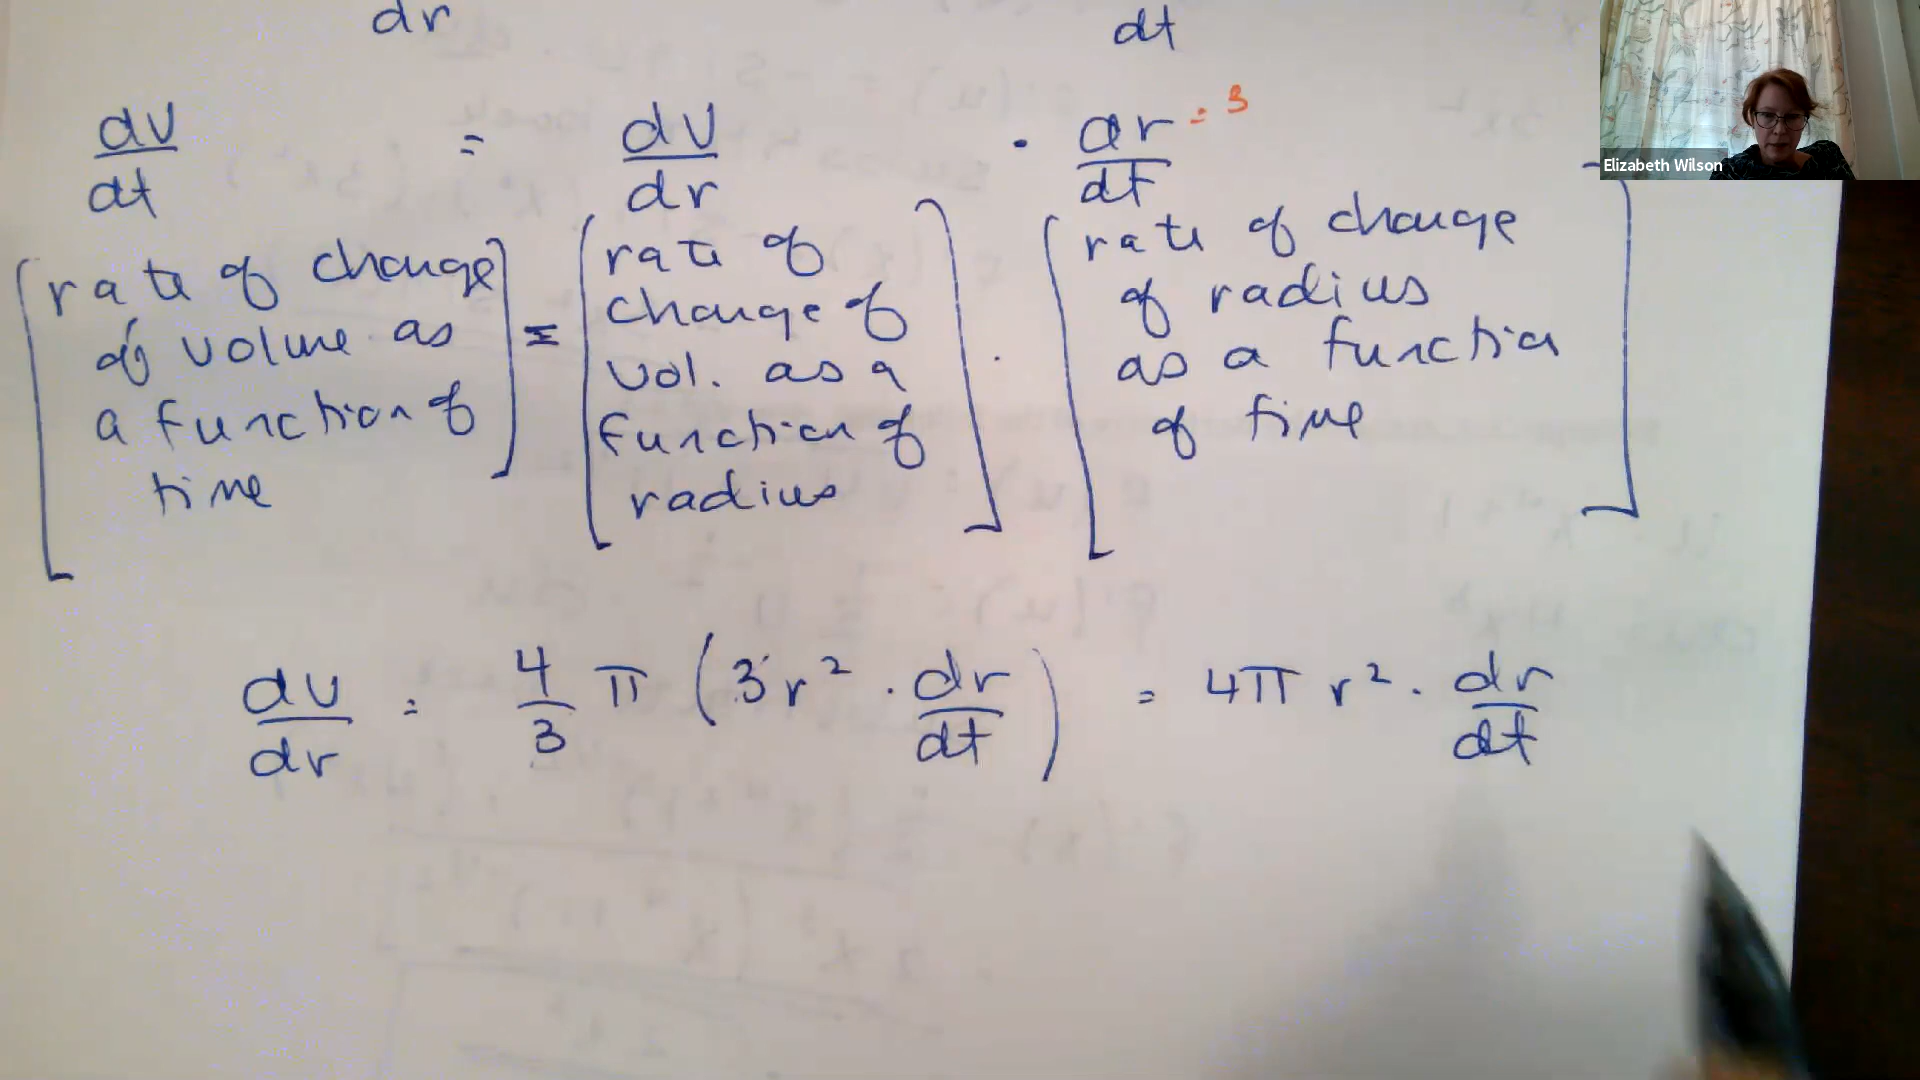 dr
dt
dV/dt = dV/dr · dr/dt = 3
[rate of change of volume as a function of time] = [rate of change of vol. as a function of radius] · [rate of change of radius as a function of time]
dV/dr = 4/3 π (3r² · dr/dt) = 4π r² · dr/dt
Elizabeth Wilson